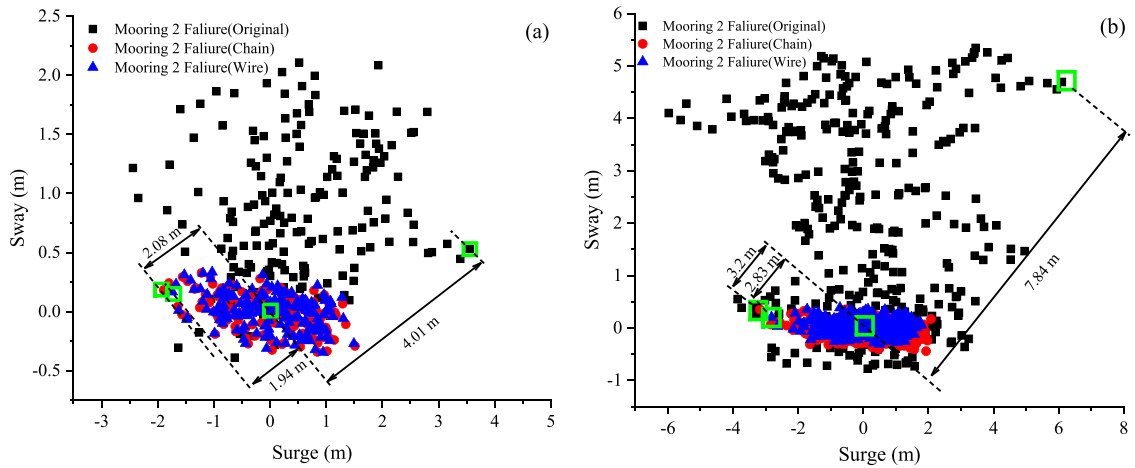 (a)
Mooring 2 Faliure(Original)
Mooring 2 Faliure(Chain)
Mooring 2 Faliure(Wire)
2.5
2.0
1.5
1.0
0.5
0.0
-0.5
Sway (m)
2.08 m
1.94 m
4.01 m
-3
-2
-1
0
1
2
3
4
5
Surge (m)
(b)
Mooring 2 Faliure(Original)
Mooring 2 Faliure(Chain)
Mooring 2 Faliure(Wire)
6
5
4
3
2
1
0
-1
Sway (m)
3.2 m
2.83 m
7.84 m
-6
-4
-2
0
2
4
6
8
Surge (m)